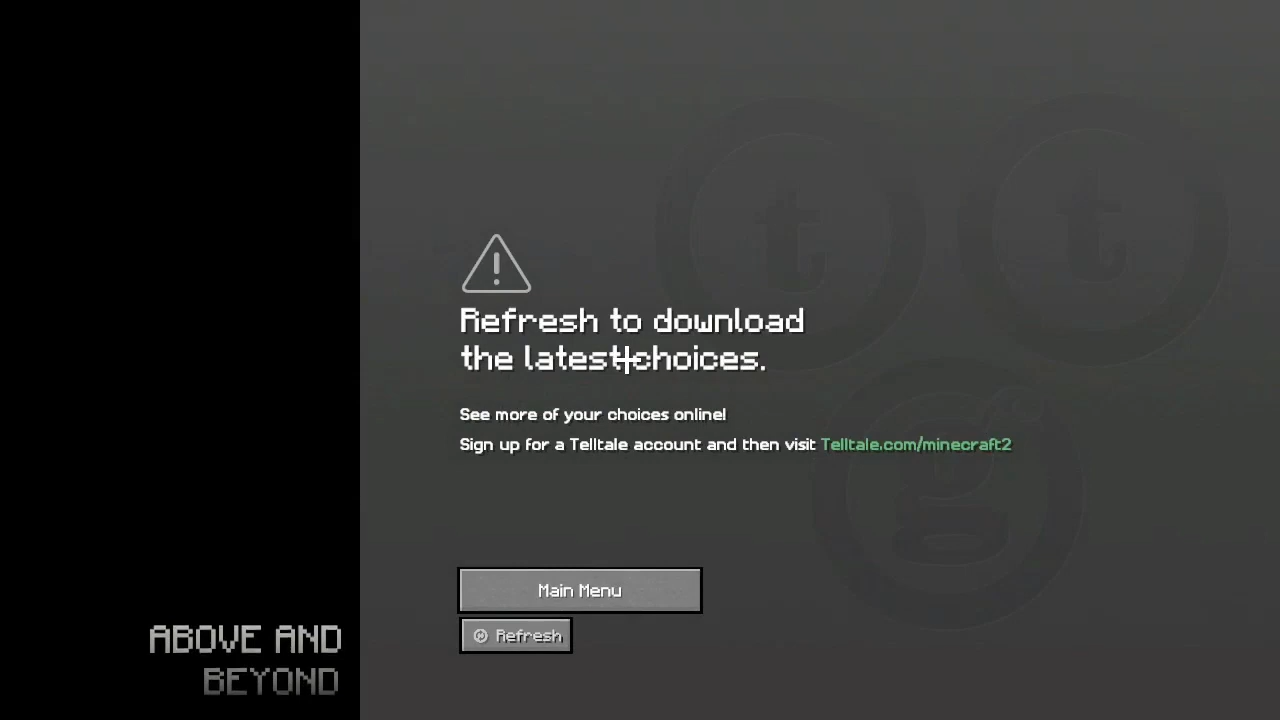 Refresh to download
the latest choices.
See more of your choices online!
Sign up for a Telltale account and then visit Telltale.com/minecraft2
Main Menu
Refresh
ABOVE AND
BEYOND
t t
g